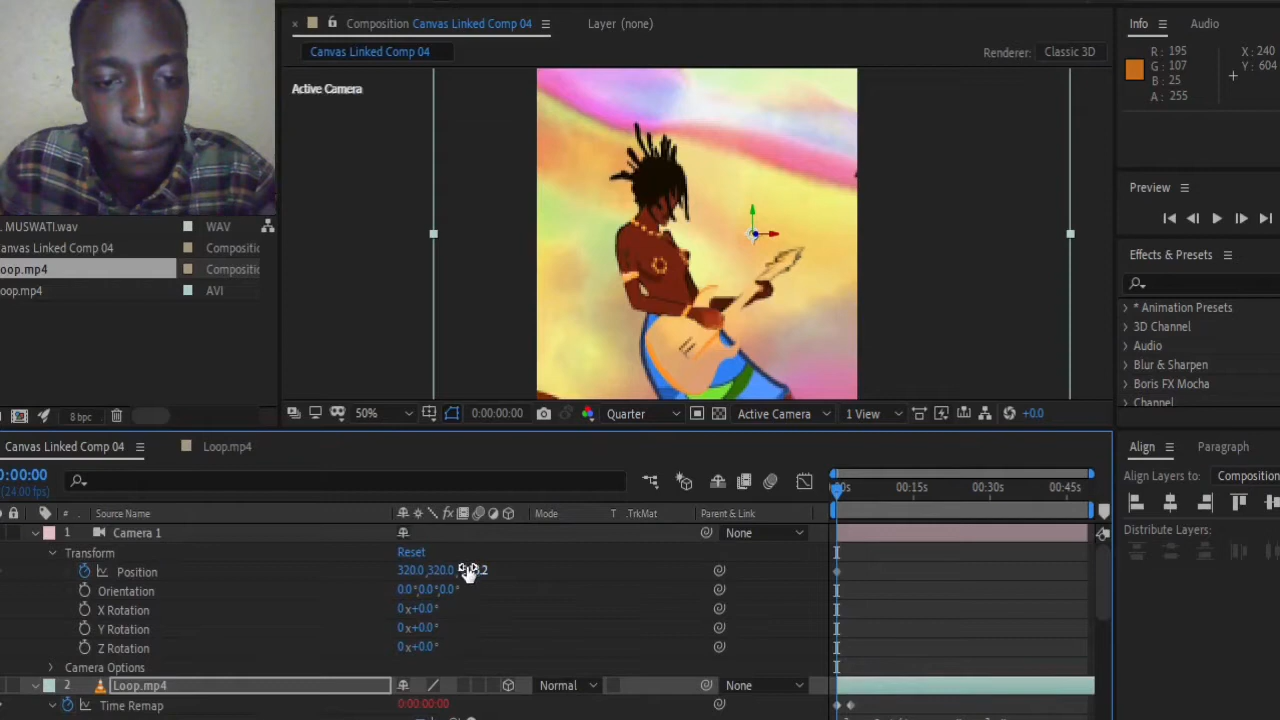 Composition Canvas Linked Comp 04
Layer (none)
Info
Audio
Canvas Linked Comp 04
Renderer:
Classic 3D
R: 195
G: 107
B: 25
A: 255
X: 240
Y: 604
Active Camera
Preview
MUSWATI.wav
WAV
anvas Linked Comp 04
Compositi
oop.mp4
Compositic
oop.mp4
AVI
Effects & Presets
* Animation Presets
3D Channel
Audio
Blur & Sharpen
Boris FX Mocha
Channel
8 bpc
50%
0:00:00:00
Quarter
Active Camera
1 View
+0.0
Canvas Linked Comp 04
Loop.mp4
Align
Paragraph
0:00:00
(24.00 fps)
Align Layers to:
Composition
00:15s
00:30s
00:45s
#
Source Name
fx
Mode
T
.TrkMat
Parent & Link
Distribute Layers:
1
Camera 1
None
Transform
Reset
Position
320.0,320.0,
Orientation
0.0°,0.0°,0.0°
X Rotation
0x+0.0°
Y Rotation
0x+0.0°
Z Rotation
0x+0.0°
Camera Options
2
Loop.mp4
Normal
None
Time Remap
0:00:00:00